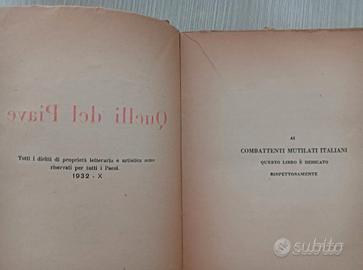 Quelli del Piave
Tutti i diritti di proprietà letteraria e artistica sono
riservati per tutti i Paesi.
1932 - X
AI
COMBATTENTI MUTILATI ITALIANI
QUESTO LIBRO È DEDICATO
RISPETTOSAMENTE
subito